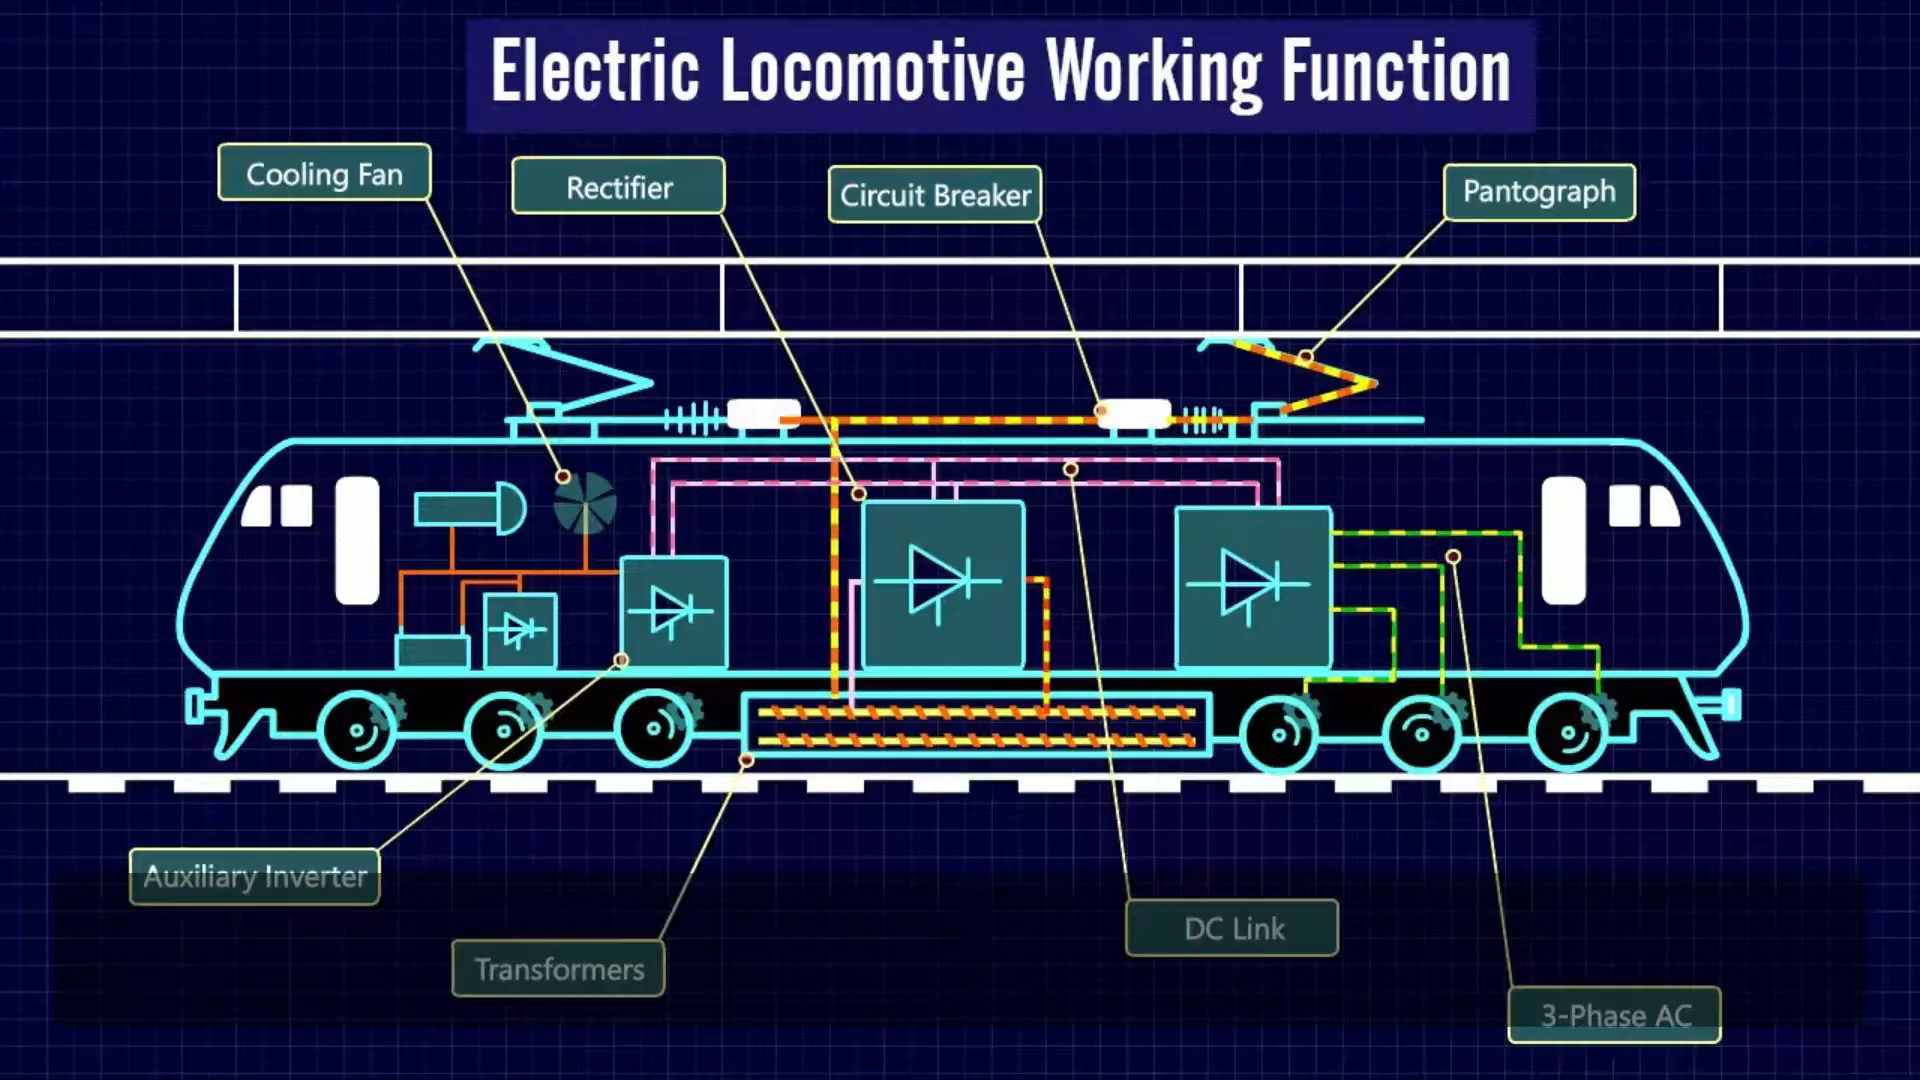 Electric Locomotive Working Function
Cooling Fan
Rectifier
Circuit Breaker
Pantograph
Auxiliary Inverter
Transformers
DC Link
3-Phase AC